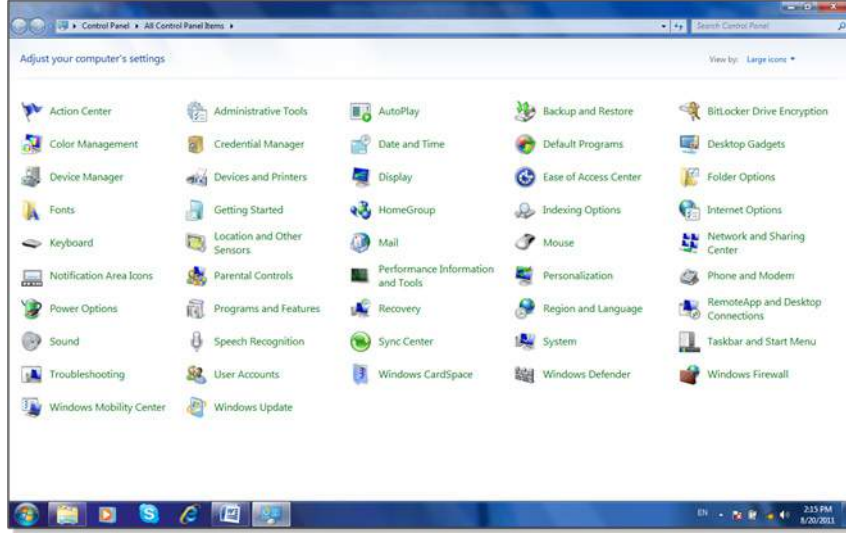 Control Panel ▸ All Control Panel Items ▸
Search Control Panel
Adjust your computer's settings
View by: Large icons
Action Center
Administrative Tools
AutoPlay
Backup and Restore
BitLocker Drive Encryption
Color Management
Credential Manager
Date and Time
Default Programs
Desktop Gadgets
Device Manager
Devices and Printers
Display
Ease of Access Center
Folder Options
Fonts
Getting Started
HomeGroup
Indexing Options
Internet Options
Keyboard
Location and Other
Sensors
Mail
Mouse
Network and Sharing
Center
Notification Area Icons
Parental Controls
Performance Information
and Tools
Personalization
Phone and Modem
Power Options
Programs and Features
Recovery
Region and Language
RemoteApp and Desktop
Connections
Sound
Speech Recognition
Sync Center
System
Taskbar and Start Menu
Troubleshooting
User Accounts
Windows CardSpace
Windows Defender
Windows Firewall
Windows Mobility Center
Windows Update
EN
2:15 PM
8/20/2011